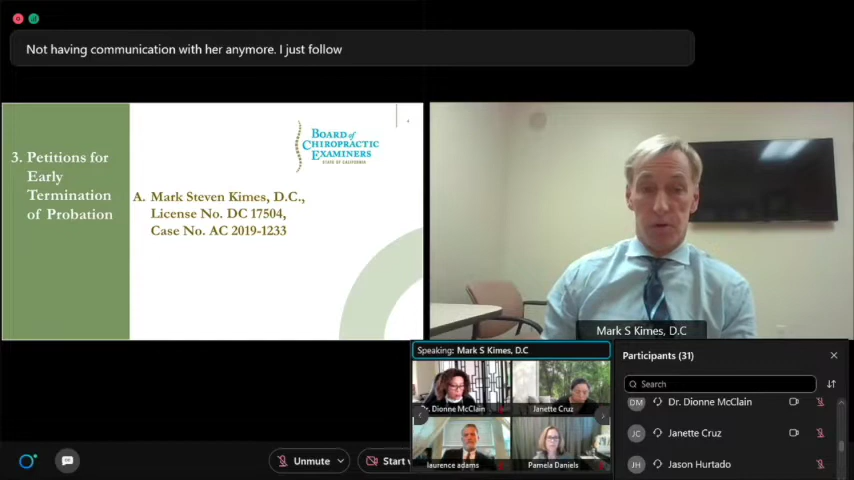 Not having communication with her anymore. I just follow
3. Petitions for
Early
Termination
of Probation
BOARD of
CHIROPRACTIC
EXAMINERS
STATE OF CALIFORNIA
A. Mark Steven Kimes, D.C.,
License No. DC 17504,
Case No. AC 2019-1233
Mark S Kimes, D.C
Speaking: Mark S Kimes, D.C
Dr. Dionne McClain
Janette Cruz
laurence adams
Pamela Daniels
Participants (31)
Search
DM Dr. Dionne McClain
JC Janette Cruz
JH Jason Hurtado
Unmute
Start